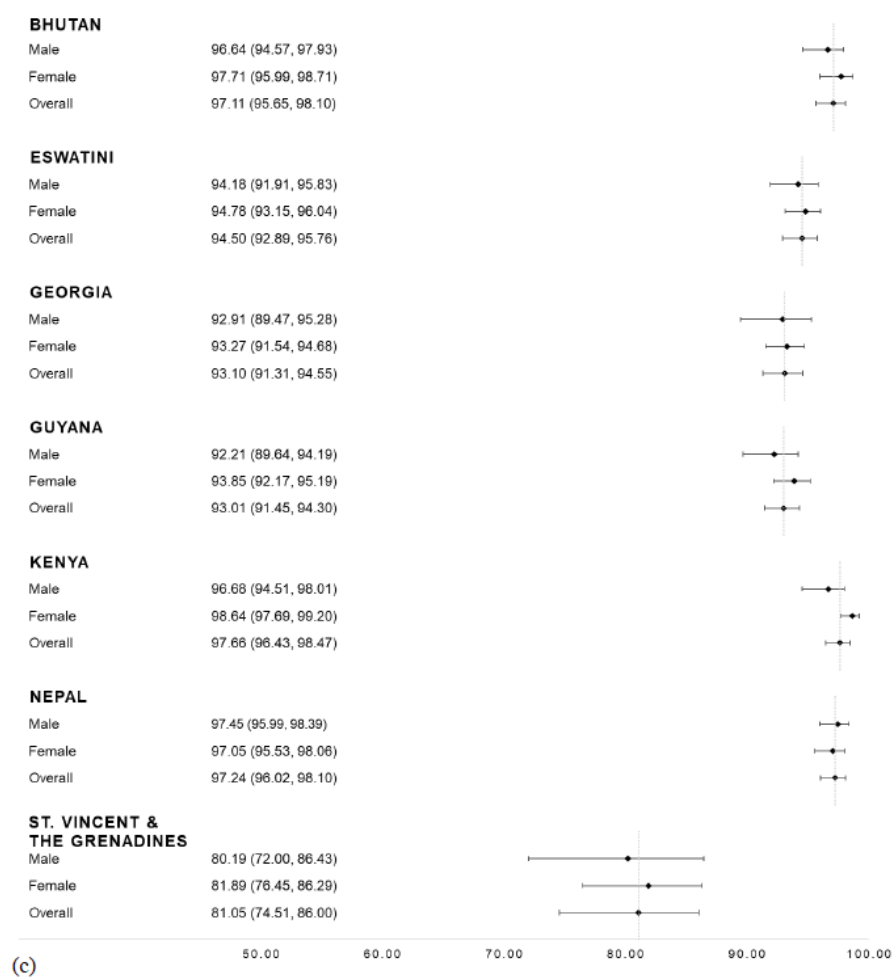 BHUTAN
Male 96.64 (94.57, 97.93)
Female 97.71 (95.99, 98.71)
Overall 97.11 (95.65, 98.10)
ESWATINI
Male 94.18 (91.91, 95.83)
Female 94.78 (93.15, 96.04)
Overall 94.50 (92.89, 95.76)
GEORGIA
Male 92.91 (89.47, 95.28)
Female 93.27 (91.54, 94.68)
Overall 93.10 (91.31, 94.55)
GUYANA
Male 92.21 (89.64, 94.19)
Female 93.85 (92.17, 95.19)
Overall 93.01 (91.45, 94.30)
KENYA
Male 96.68 (94.51, 98.01)
Female 98.64 (97.69, 99.20)
Overall 97.66 (96.43, 98.47)
NEPAL
Male 97.45 (95.99, 98.39)
Female 97.05 (95.53, 98.06)
Overall 97.24 (96.02, 98.10)
ST. VINCENT &
THE GRENADINES
Male 80.19 (72.00, 86.43)
Female 81.89 (76.45, 86.29)
Overall 81.05 (74.51, 86.00)
50.00 60.00 70.00 80.00 90.00 100.00
(c)